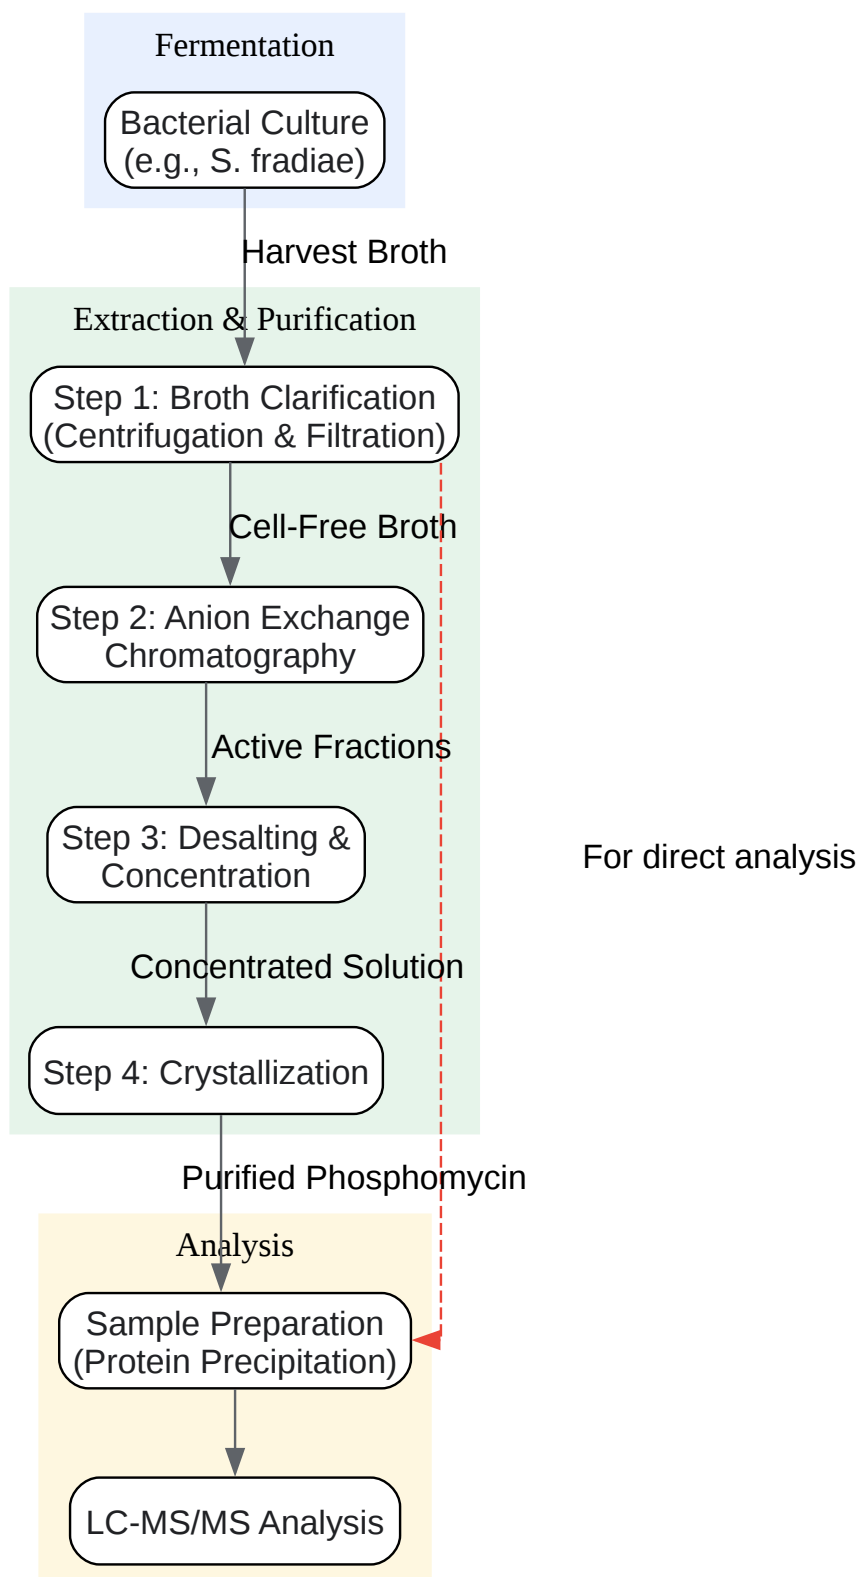 Fermentation
Bacterial Culture
(e.g., S. fradiae)
Harvest Broth
Extraction & Purification
Step 1: Broth Clarification
(Centrifugation & Filtration)
Cell-Free Broth
Step 2: Anion Exchange
Chromatography
Active Fractions
Step 3: Desalting &
Concentration
For direct analysis
Concentrated Solution
Step 4: Crystallization
Purified Phosphomycin
Analysis
Sample Preparation
(Protein Precipitation)
LC-MS/MS Analysis